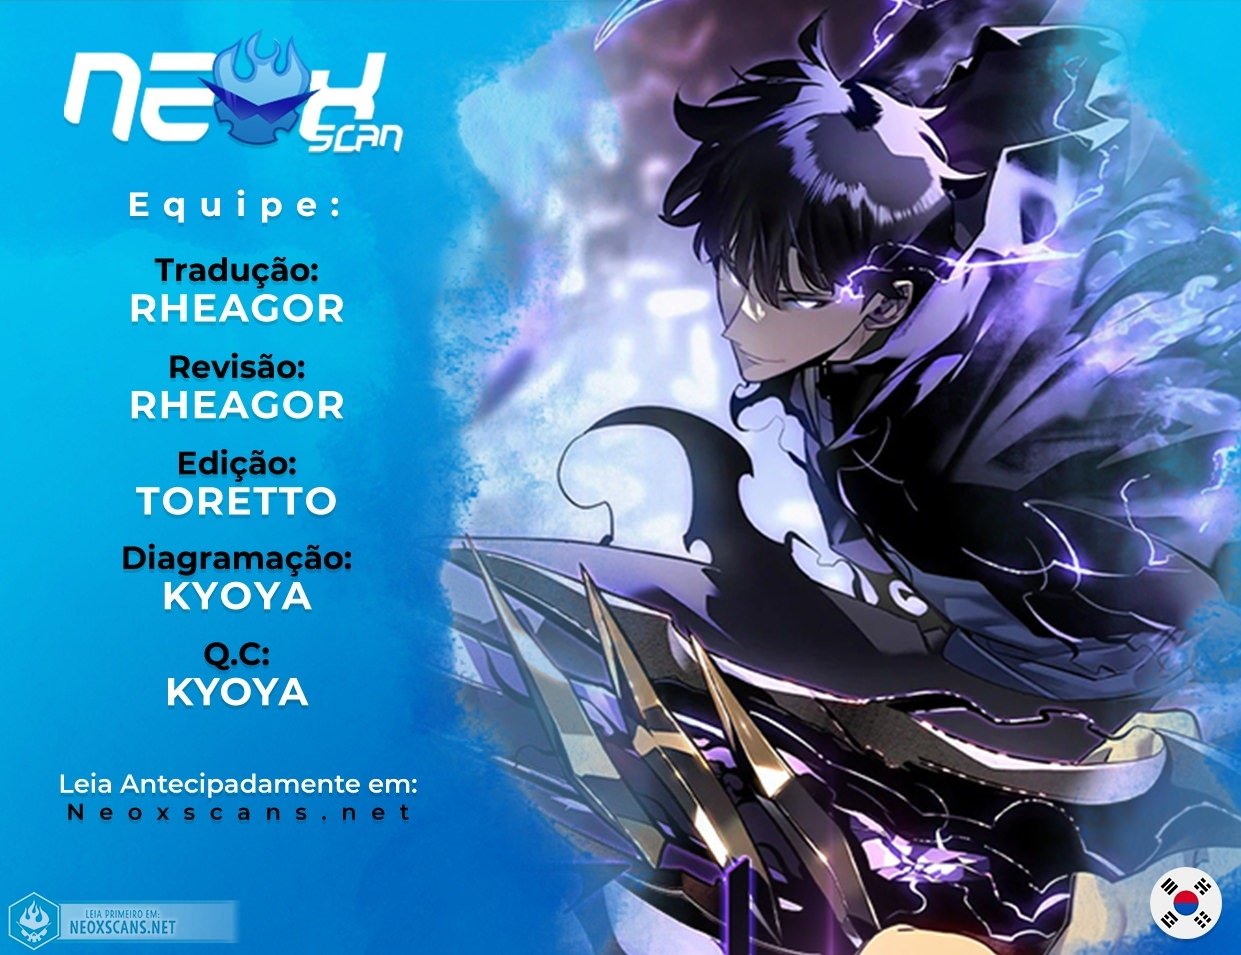 NEOX
SCAN
Equipe:
Tradução:
RHEAGOR
Revisão:
RHEAGOR
Edição:
TORETTO
Diagramação:
KYOYA
Q.C:
KYOYA
Leia Antecipadamente em:
Neoxscans.net
LEIA PRIMEIRO EM:
NEOXSCANS.NET